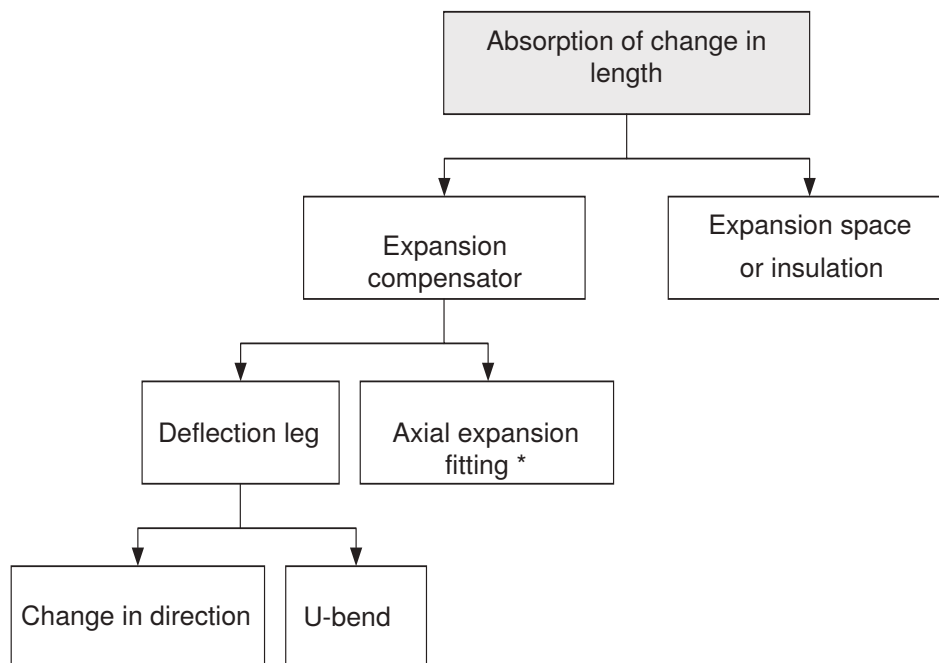 Absorption of change in
length
Expansion
compensator
Expansion space
or insulation
Deflection leg
Axial expansion
fitting *
Change in direction
U-bend